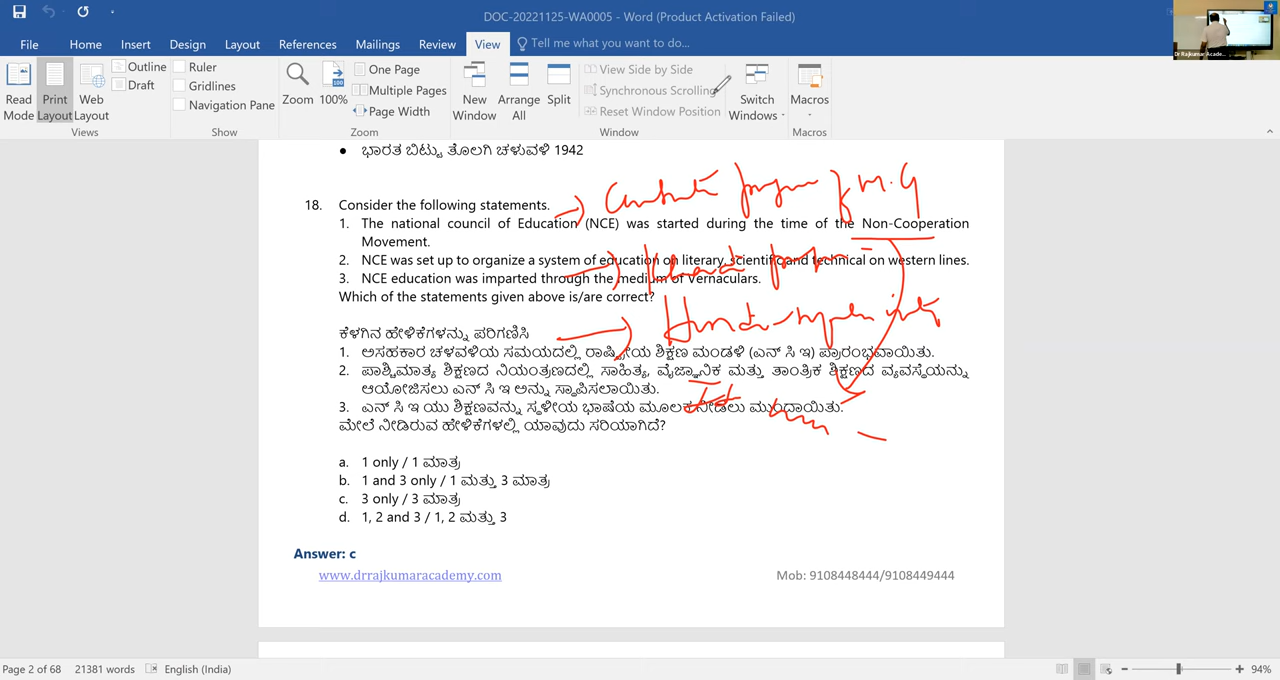 DOC-20221125-WA0005 - Word (Product Activation Failed)
File Home Insert Design Layout References Mailings Review View Tell me what you want to do...
Read Mode
Print Layout
Web Layout
Outline
Draft
Views
Ruler
Gridlines
Navigation Pane
Show
Zoom
100%
One Page
Multiple Pages
Page Width
Zoom
New Window
Arrange All
Split
View Side by Side
Synchronous Scrolling
Reset Window Position
Window
Switch Windows
Macros
Macros
Dr Rajkumar Acade...
• ಭಾರತ ಬಿಟ್ಟು ತೊಲಗಿ ಚಳುವಳಿ 1942
18. Consider the following statements.
M.G
1. The national council of Education (NCE) was started during the time of the Non-Cooperation
Movement.
2. NCE was set up to organize a system of education on literary, scientific and technical on western lines.
3. NCE education was imparted through the medium of Vernaculars.
Which of the statements given above is/are correct?
ಕೆಳಗಿನ ಹೇಳಿಕೆಗಳನ್ನು ಪರಿಗಣಿಸಿ
1. ಅಸಹಕಾರ ಚಳವಳಿಯ ಸಮಯದಲ್ಲಿ ರಾಷ್ಟ್ರೀಯ ಶಿಕ್ಷಣ ಮಂಡಳಿ (ಎನ್ ಸಿ ಇ) ಪ್ರಾರಂಭವಾಯಿತು.
2. ಪಾಶ್ಚಿಮಾತ್ಯ ಶಿಕ್ಷಣದ ನಿಯಂತ್ರಣದಲ್ಲಿ ಸಾಹಿತ್ಯ, ವೈಜ್ಞಾನಿಕ ಮತ್ತು ತಾಂತ್ರಿಕ ಶಿಕ್ಷಣದ ವ್ಯವಸ್ಥೆಯನ್ನು
ಆಯೋಜಿಸಲು ಎನ್ ಸಿ ಇ ಅನ್ನು ಸ್ಥಾಪಿಸಲಾಯಿತು.
3. ಎನ್ ಸಿ ಇ ಯು ಶಿಕ್ಷಣವನ್ನು ಸ್ಥಳೀಯ ಭಾಷೆಯ ಮೂಲಕ ನೀಡಲು ಮುಂದಾಯಿತು.
ಮೇಲೆ ನೀಡಿರುವ ಹೇಳಿಕೆಗಳಲ್ಲಿ ಯಾವುದು ಸರಿಯಾಗಿದೆ?
a. 1 only / 1 ಮಾತ್ರ
b. 1 and 3 only / 1 ಮತ್ತು 3 ಮಾತ್ರ
c. 3 only / 3 ಮಾತ್ರ
d. 1, 2 and 3 / 1, 2 ಮತ್ತು 3
Answer: c
www.drrajkumaracademy.com Mob: 9108448444/9108449444
Page 2 of 68 21381 words English (India) 94%